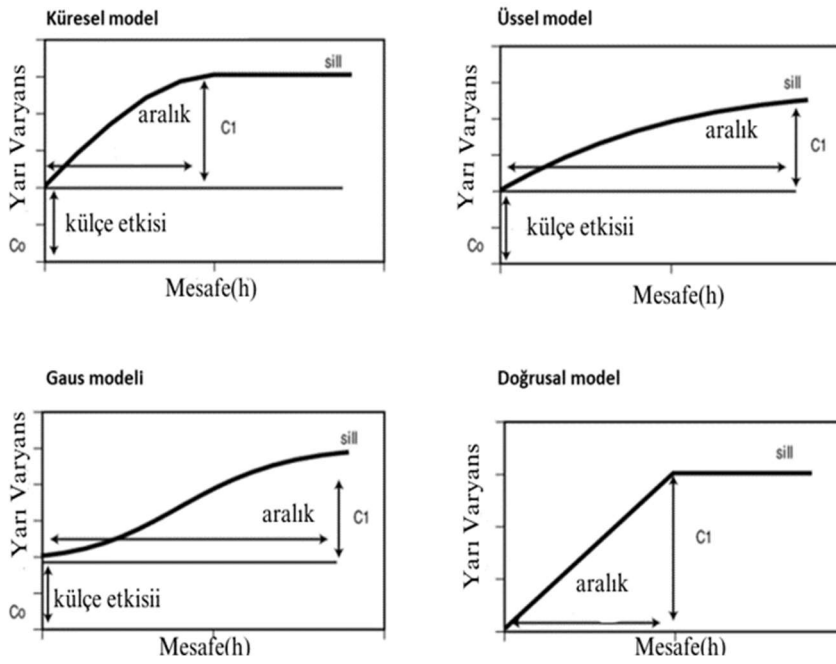 Küresel model
sill
aralık
C1
Yarı Varyans
külçe etkisi
Co
Mesafe(h)
Üssel model
sill
aralık
C1
Yarı Varyans
külçe etkisii
Co
Mesafe(h)
Gaus modeli
sill
aralık
C1
Yarı Varyans
külçe etkisii
Co
Mesafe(h)
Doğrusal model
sill
C1
Yarı Varyans
aralık
Mesafe(h)